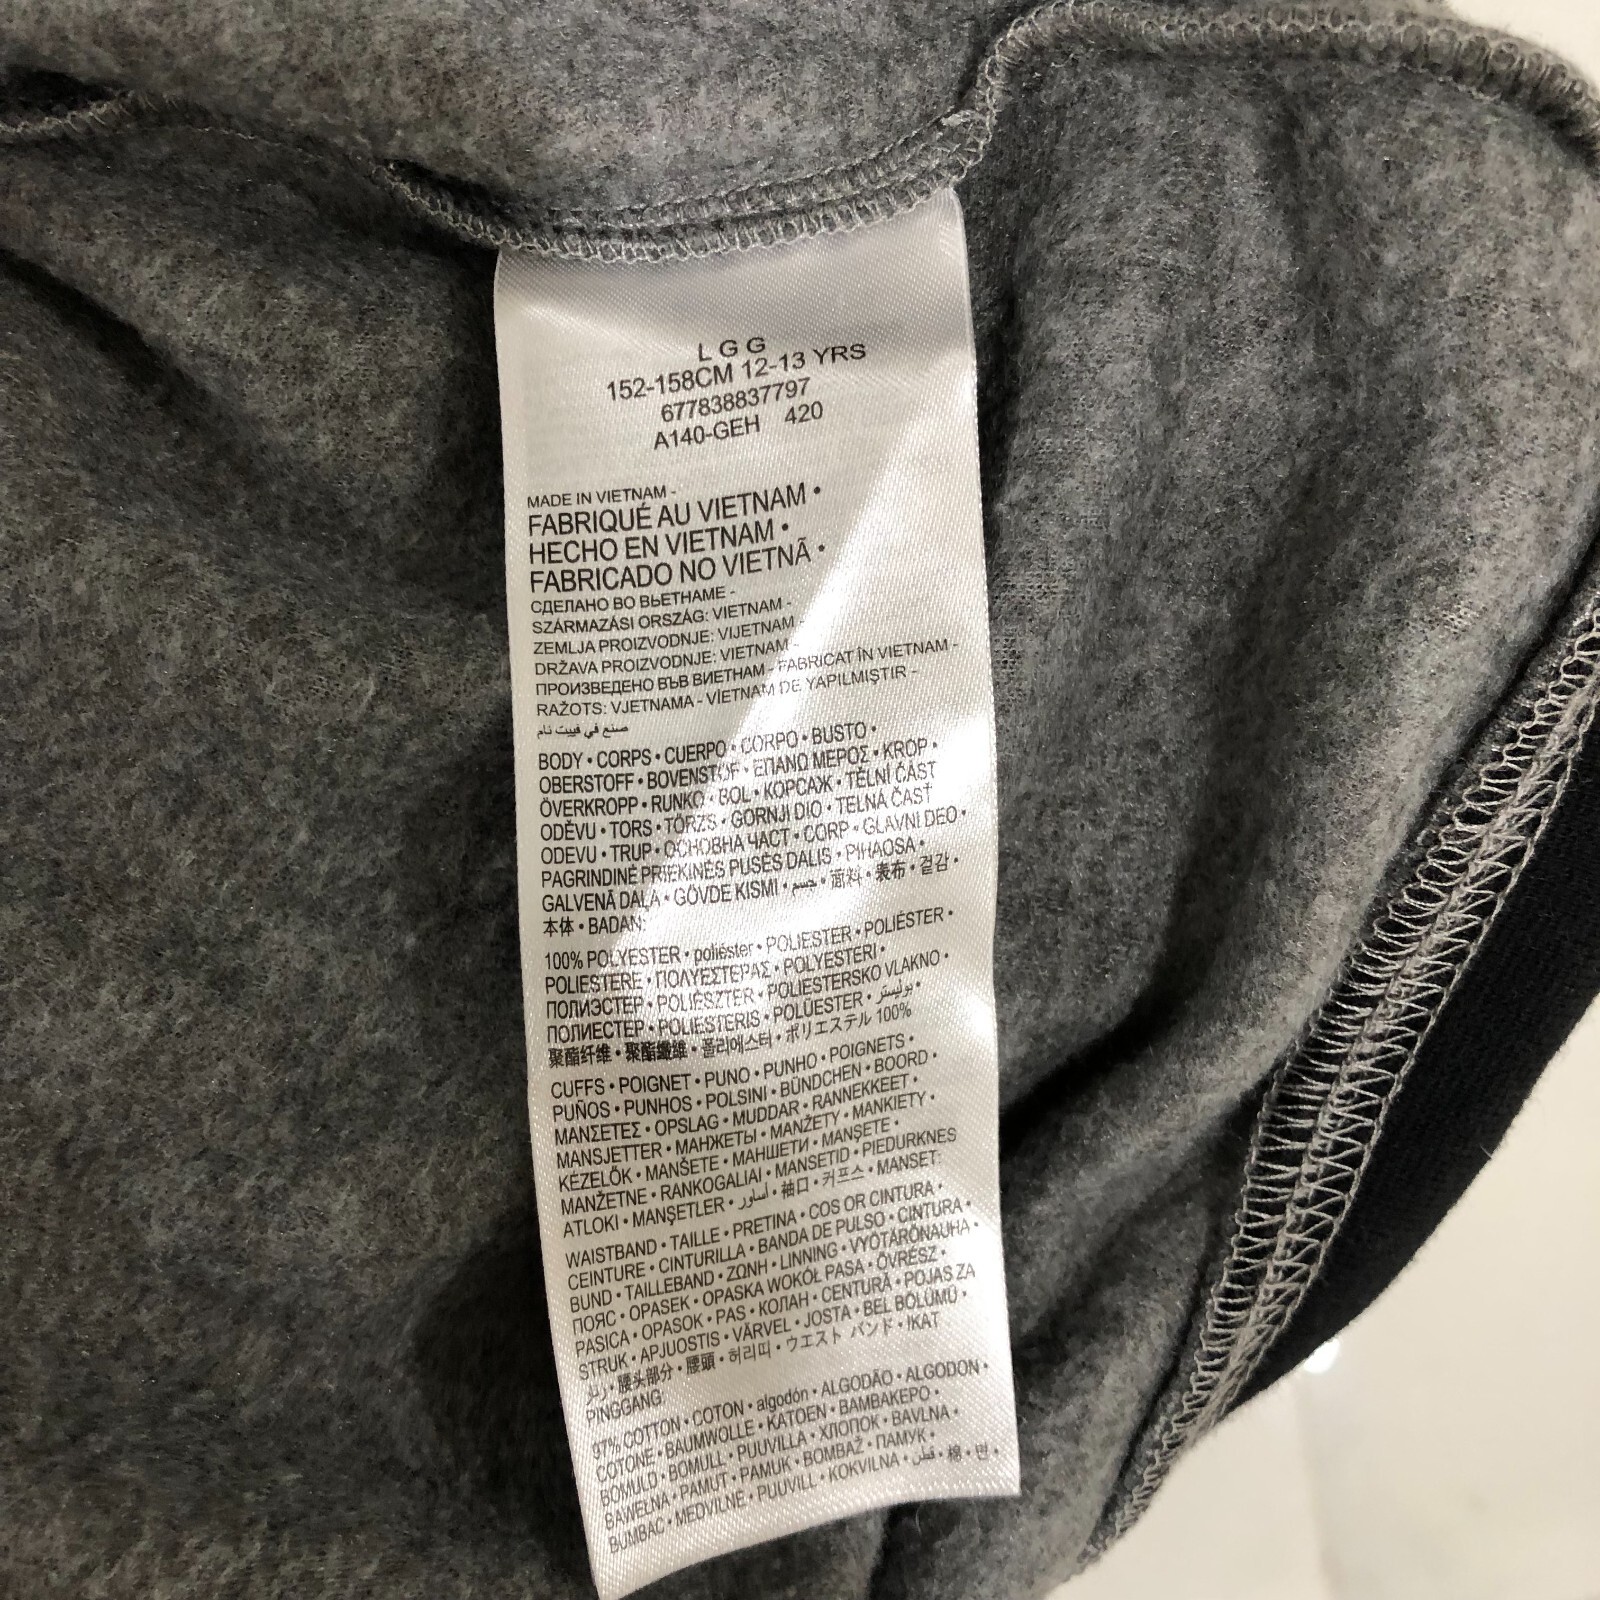 L G G
152-158CM 12-13 YRS
677838837797
A140-GEH 420
MADE IN VIETNAM -
FABRIQUÉ AU VIETNAM •
HECHO EN VIETNAM •
FABRICADO NO VIETNÃ •
СДЕЛАНО ВО ВЬЕТНАМЕ -
SZÁRMAZÁSI ORSZÁG: VIETNAM -
ZEMLJA PROIZVODNJE: VIJETNAM -
DRŽAVA PROIZVODNJE: VIETNAM -
ПРОИЗВЕДЕНО ВЪВ ВИЕТНАМ - FABRICAT ÎN VIETNAM -
RAŽOTS: VJETNAMA - VİETNAM DE YAPILMIŞTIR -
صنع في فييت نام
BODY • CORPS • CUERPO • CORPO • BUSTO •
OBERSTOFF • BOVENSTOF • ΕΠΑΝΩ ΜΕΡΟΣ • KROP •
ÖVERKROPP • RUNKO • BOL • КОРСАЖ • TĚLNÍ ČÁST
ODĚVU • TORS • TÖRZS • GORNJI DIO • TELNÁ ČASŤ
ODEVU • TRUP • ОСНОВНА ЧАСТ • CORP • GLAVNI DEO •
PAGRINDINĖ PRIEKINĖS PUSĖS DALIS • PIHAOSA •
GALVENĀ DAĻA • GÖVDE KISMI • جسم • 面料 • 表布 • 겉감 •
本体 • BADAN:
100% POLYESTER • poliéster • POLIESTER • POLIÉSTER •
POLIESTERE • ΠΟΛΥΕΣΤΕΡΑΣ • POLYESTERI •
ПОЛИЭСТЕР • POLIÉSZTER • POLIESTERSKO VLAKNO •
ПОЛИЕСТЕР • POLIESTERIS • POLÜESTER • بوليستر •
聚酯纤维 • 聚酯纖維 • 폴리에스터 • ポリエステル 100%
CUFFS • POIGNET • PUNO • PUNHO • POIGNETS •
PUÑOS • PUNHOS • POLSINI • BÜNDCHEN • BOORD •
ΜΑΝΣΕΤΕΣ • OPSLAG • MUDDAR • RANNEKKEET •
MANSJETTER • МАНЖЕТЫ • MANŽETY • MANKIETY •
KÉZELŐK • MANŠETE • МАНШЕТИ • MANȘETE •
MANŽETNE • RANKOGALIAI • MANSETID • PIEDURKNES
ATLOKI • MANŞETLER • أساور • 袖口 • 커프스 • MANSET:
WAISTBAND • TAILLE • PRETINA • COS OR CINTURA •
CEINTURE • CINTURILLA • BANDA DE PULSO • CINTURA •
BUND • TAILLEBAND • ΖΩΝΗ • LINNING • VYÖTÄRÖNAUHA •
ПОЯС • OPASEK • OPASKA WOKÓŁ PASA • ÖVRÉSZ •
PASICA • OPASOK • PAS • КОЛАН • CENTURĂ • POJAS ZA
STRUK • APJUOSTIS • VÄRVEL • JOSTA • BEL BÖLÜMÜ •
زنار • 腰头部分 • 腰頭 • 허리띠 • ウエスト バンド • IKAT
PINGGANG:
97% COTTON • COTON • algodón • ALGODÃO • ALGODON •
COTONE • BAUMWOLLE • KATOEN • ΒΑΜΒΑΚΕΡΟ •
BOMULD • BOMULL • PUUVILLA • ХЛОПОК • BAVLNA •
BAWEŁNA • PAMUT • PAMUK • BOMBAŽ • ПАМУК •
BUMBAC • MEDVILNĖ • PUUVILL • KOKVILNA • قطن • 棉 • 면 •